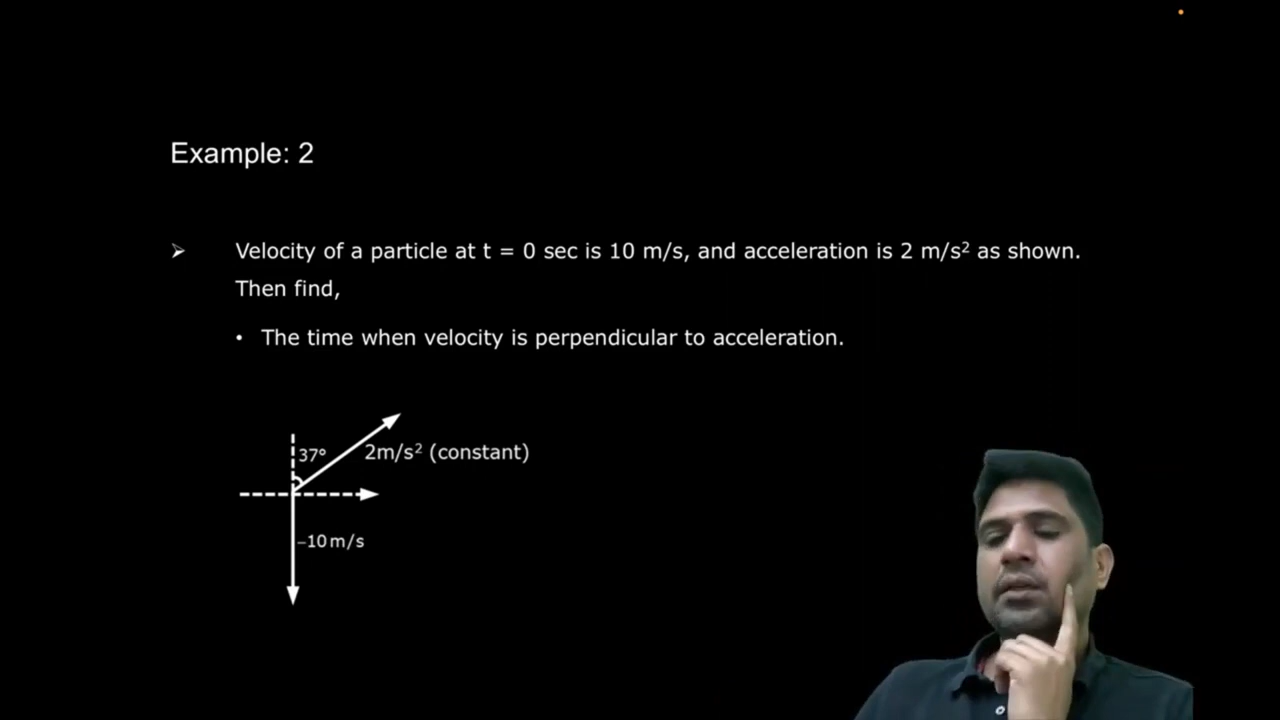 Example: 2
➢ Velocity of a particle at t = 0 sec is 10 m/s, and acceleration is 2 m/s² as shown.
Then find,
• The time when velocity is perpendicular to acceleration.
37°
2m/s² (constant)
–10 m/s